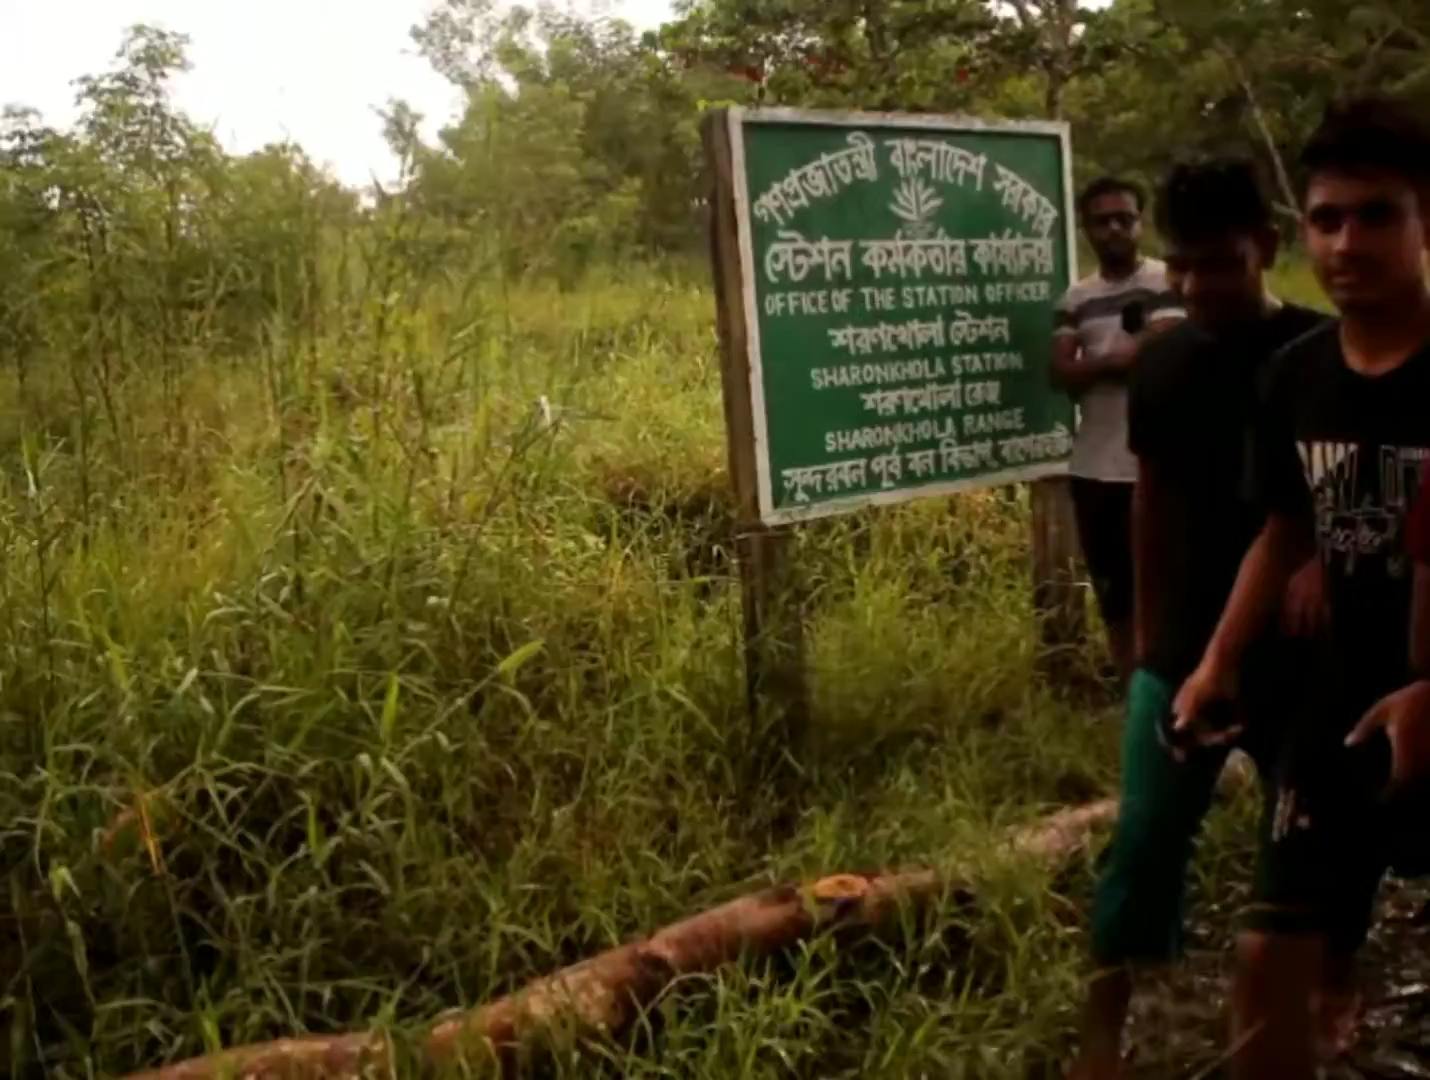 গণপ্রজাতন্ত্রী বাংলাদেশ সরকার
স্টেশন কর্মকর্তার কার্যালয়
OFFICE OF THE STATION OFFICER
শরণখোলা স্টেশন
SHARONKHOLA STATION
শরণখোলা রেঞ্জ
SHARONKHOLA RANGE
সুন্দরবন পূর্ব বন বিভাগ, বাগেরহাট